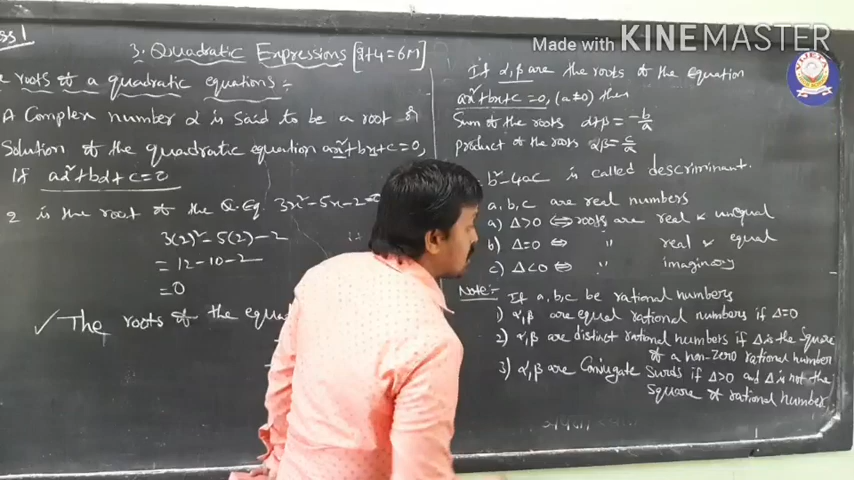 ss 1
3. Quadratic Expressions [2+4=6M]
e roots of a quadratic equations :-
A Complex number α is said to be a root or
Solution of the quadratic equation ax²+bx+c=0,
if aα²+bα+c=0
2 is the root of the Q.Eq. 3x²-5x-2=0
3(2)²-5(2)-2
= 12-10-2
=0
✓ The roots of the equa
Made with KINEMASTER
If α,β are the roots of the equation
ax²+bx+c=0, (a≠0) then
Sum of the roots α+β = -b/a
product of the roots αβ = c/a
b²-4ac is called descriminant.
a,b,c are real numbers
a) Δ>0 ⇔ roots are real & unequal
b) Δ=0 ⇔ " real & equal
c) Δ<0 ⇔ " imaginary
Note:- If a,b,c be rational numbers
1) α,β are equal rational numbers if Δ=0
2) α,β are distinct rational numbers if Δ is the Square
of a non-zero rational number
3) α,β are Conjugate Surds if Δ>0 and Δ is not the
Square of rational number.